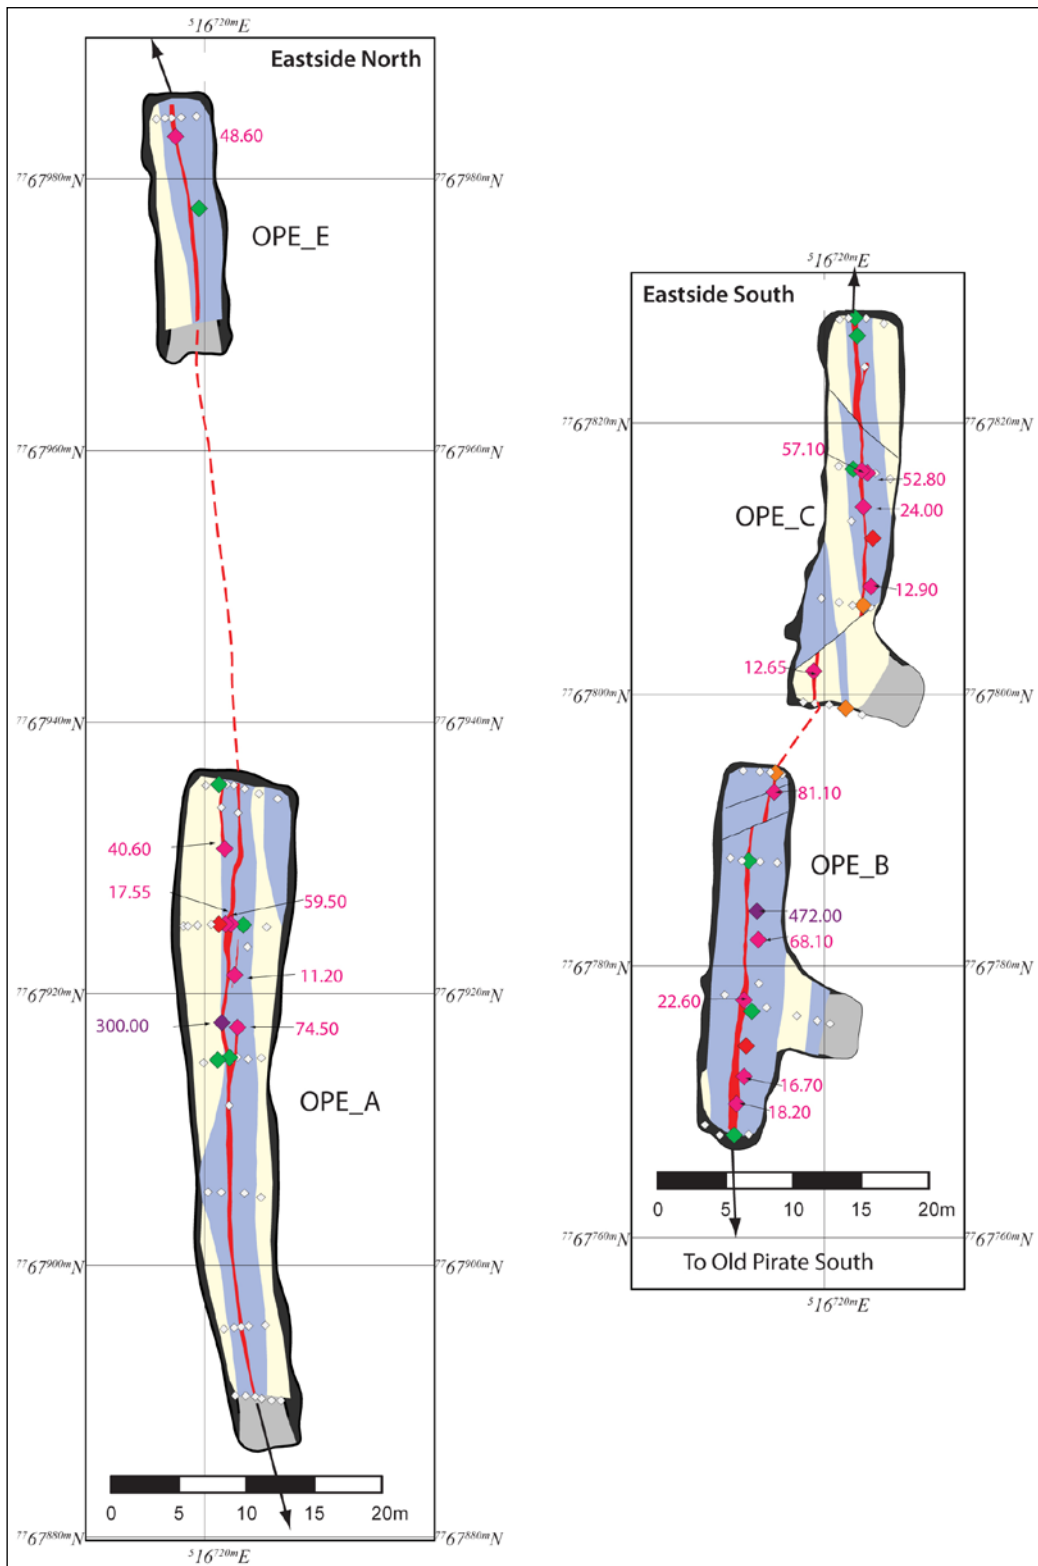 ⁵16⁷²⁰ᵐE
Eastside North
48.60
⁷⁷67⁹⁸⁰ᵐN
⁷⁷67⁹⁸⁰ᵐN
OPE_E
⁷⁷67⁹⁶⁰ᵐN
⁷⁷67⁹⁶⁰ᵐN
⁷⁷67⁹⁴⁰ᵐN
⁷⁷67⁹⁴⁰ᵐN
40.60
17.55
59.50
11.20
⁷⁷67⁹²⁰ᵐN
⁷⁷67⁹²⁰ᵐN
300.00
74.50
OPE_A
⁷⁷67⁹⁰⁰ᵐN
⁷⁷67⁹⁰⁰ᵐN
0 5 10 15 20m
⁷⁷67⁸⁸⁰ᵐN
⁷⁷67⁸⁸⁰ᵐN
⁵16⁷²⁰ᵐE
⁵16⁷²⁰ᵐE
Eastside South
⁷⁷67⁸²⁰ᵐN
⁷⁷67⁸²⁰ᵐN
57.10
52.80
24.00
OPE_C
12.90
12.65
⁷⁷67⁸⁰⁰ᵐN
⁷⁷67⁸⁰⁰ᵐN
81.10
OPE_B
472.00
68.10
⁷⁷67⁷⁸⁰ᵐN
⁷⁷67⁷⁸⁰ᵐN
22.60
16.70
18.20
0 5 10 15 20m
⁷⁷67⁷⁶⁰ᵐN
⁷⁷67⁷⁶⁰ᵐN
To Old Pirate South
⁵16⁷²⁰ᵐE